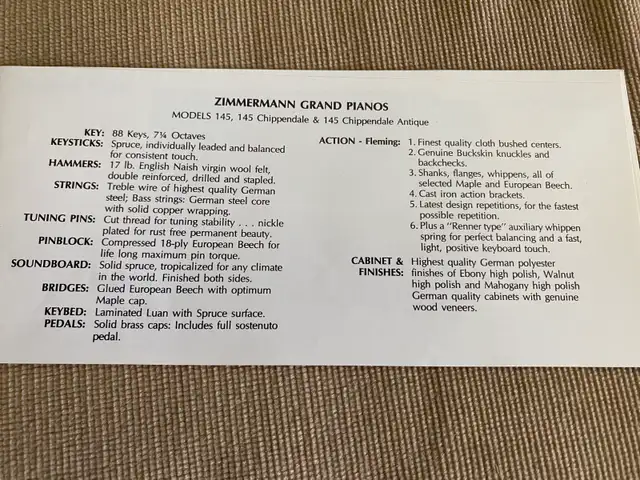 ZIMMERMANN GRAND PIANOS
MODELS 145, 145 Chippendale & 145 Chippendale Antique
KEY: 88 Keys, 7¼ Octaves
KEYSTICKS: Spruce, individually leaded and balanced
for consistent touch.
HAMMERS: 17 lb. English Naish virgin wool felt,
double reinforced, drilled and stapled.
STRINGS: Treble wire of highest quality German
steel; Bass strings: German steel core
with solid copper wrapping.
TUNING PINS: Cut thread for tuning stability . . . nickle
plated for rust free permanent beauty.
PINBLOCK: Compressed 18-ply European Beech for
life long maximum pin torque.
SOUNDBOARD: Solid spruce, tropicalized for any climate
in the world. Finished both sides.
BRIDGES: Glued European Beech with optimum
Maple cap.
KEYBED: Laminated Luan with Spruce surface.
PEDALS: Solid brass caps: Includes full sostenuto
pedal.
ACTION - Fleming: 1. Finest quality cloth bushed centers.
2. Genuine Buckskin knuckles and
backchecks.
3. Shanks, flanges, whippens, all of
selected Maple and European Beech.
4. Cast iron action brackets.
5. Latest design repetitions, for the fastest
possible repetition.
6. Plus a "Renner type" auxiliary whippen
spring for perfect balancing and a fast,
light, positive keyboard touch.
CABINET & Highest quality German polyester
FINISHES: finishes of Ebony high polish, Walnut
high polish and Mahogany high polish
German quality cabinets with genuine
wood veneers.